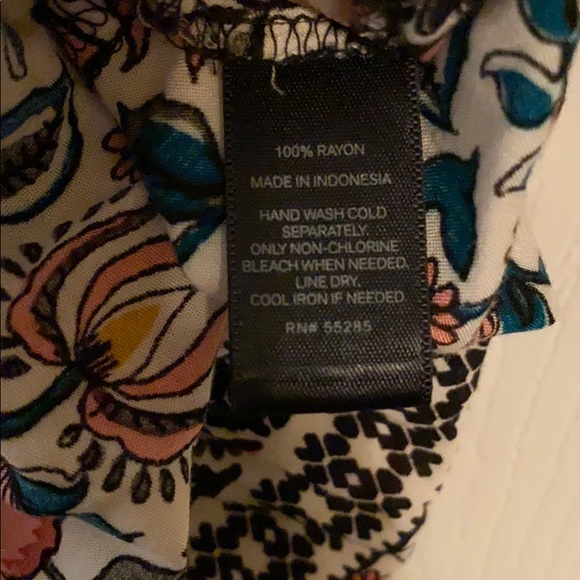 100% RAYON
MADE IN INDONESIA
HAND WASH COLD
SEPARATELY.
ONLY NON-CHLORINE
BLEACH WHEN NEEDED.
LINE DRY.
COOL IRON IF NEEDED.
RN# 55285